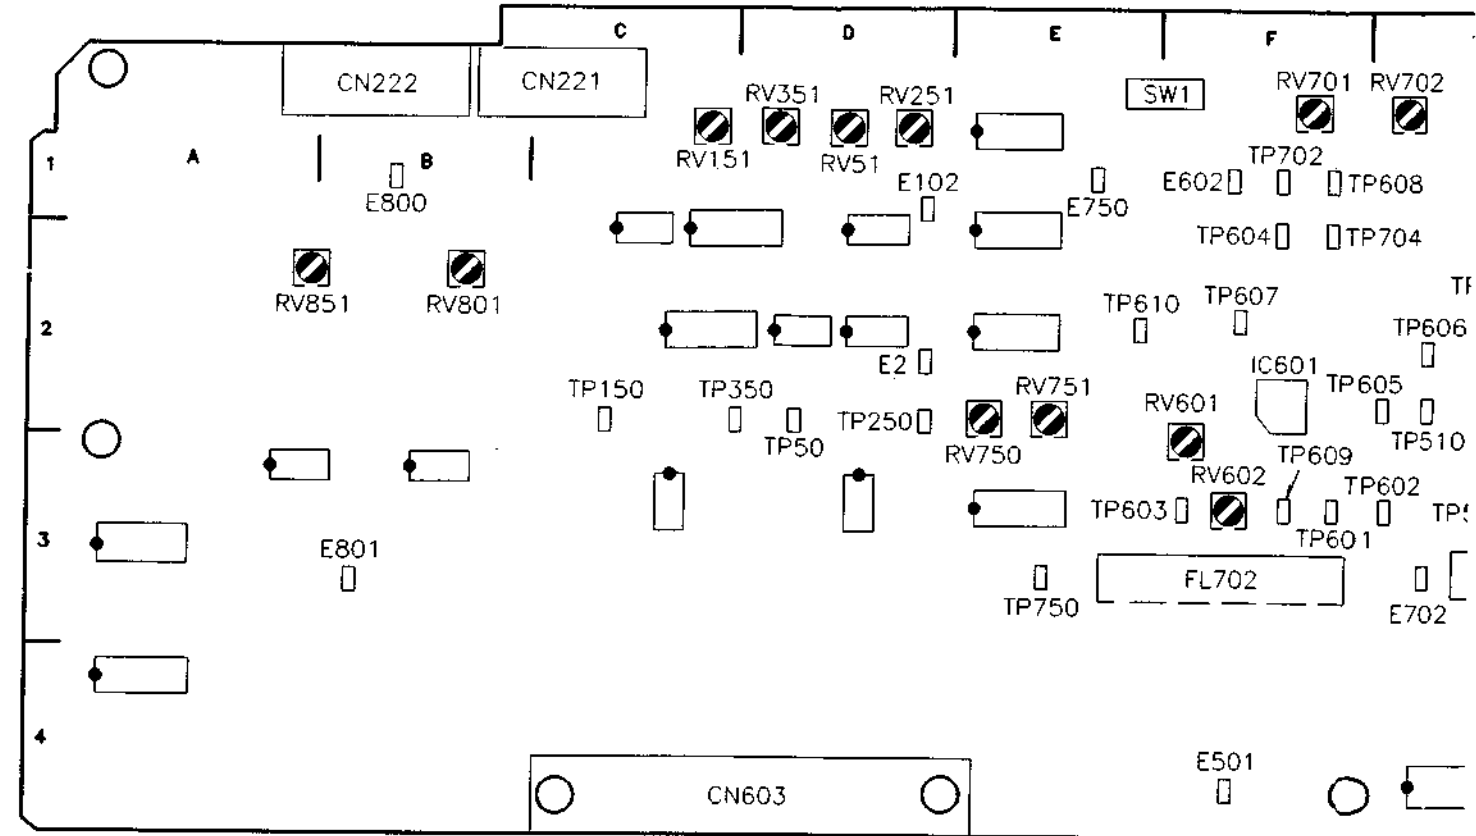 C D E F
CN222 CN221 SW1 RV701 RV702
RV351 RV251
RV151 RV51
1 A B TP702
E800 E102 E750 E602 TP608
TP604 TP704
RV851 RV801
2 TP610 TP607
TP606
E2 IC601
TP150 TP350 RV751 TP605
RV601
TP50 TP250 TP510
RV750 TP609
RV602 TP602
TP603
3 E801 TP601
FL702
TP750 E702
4
E501
CN603